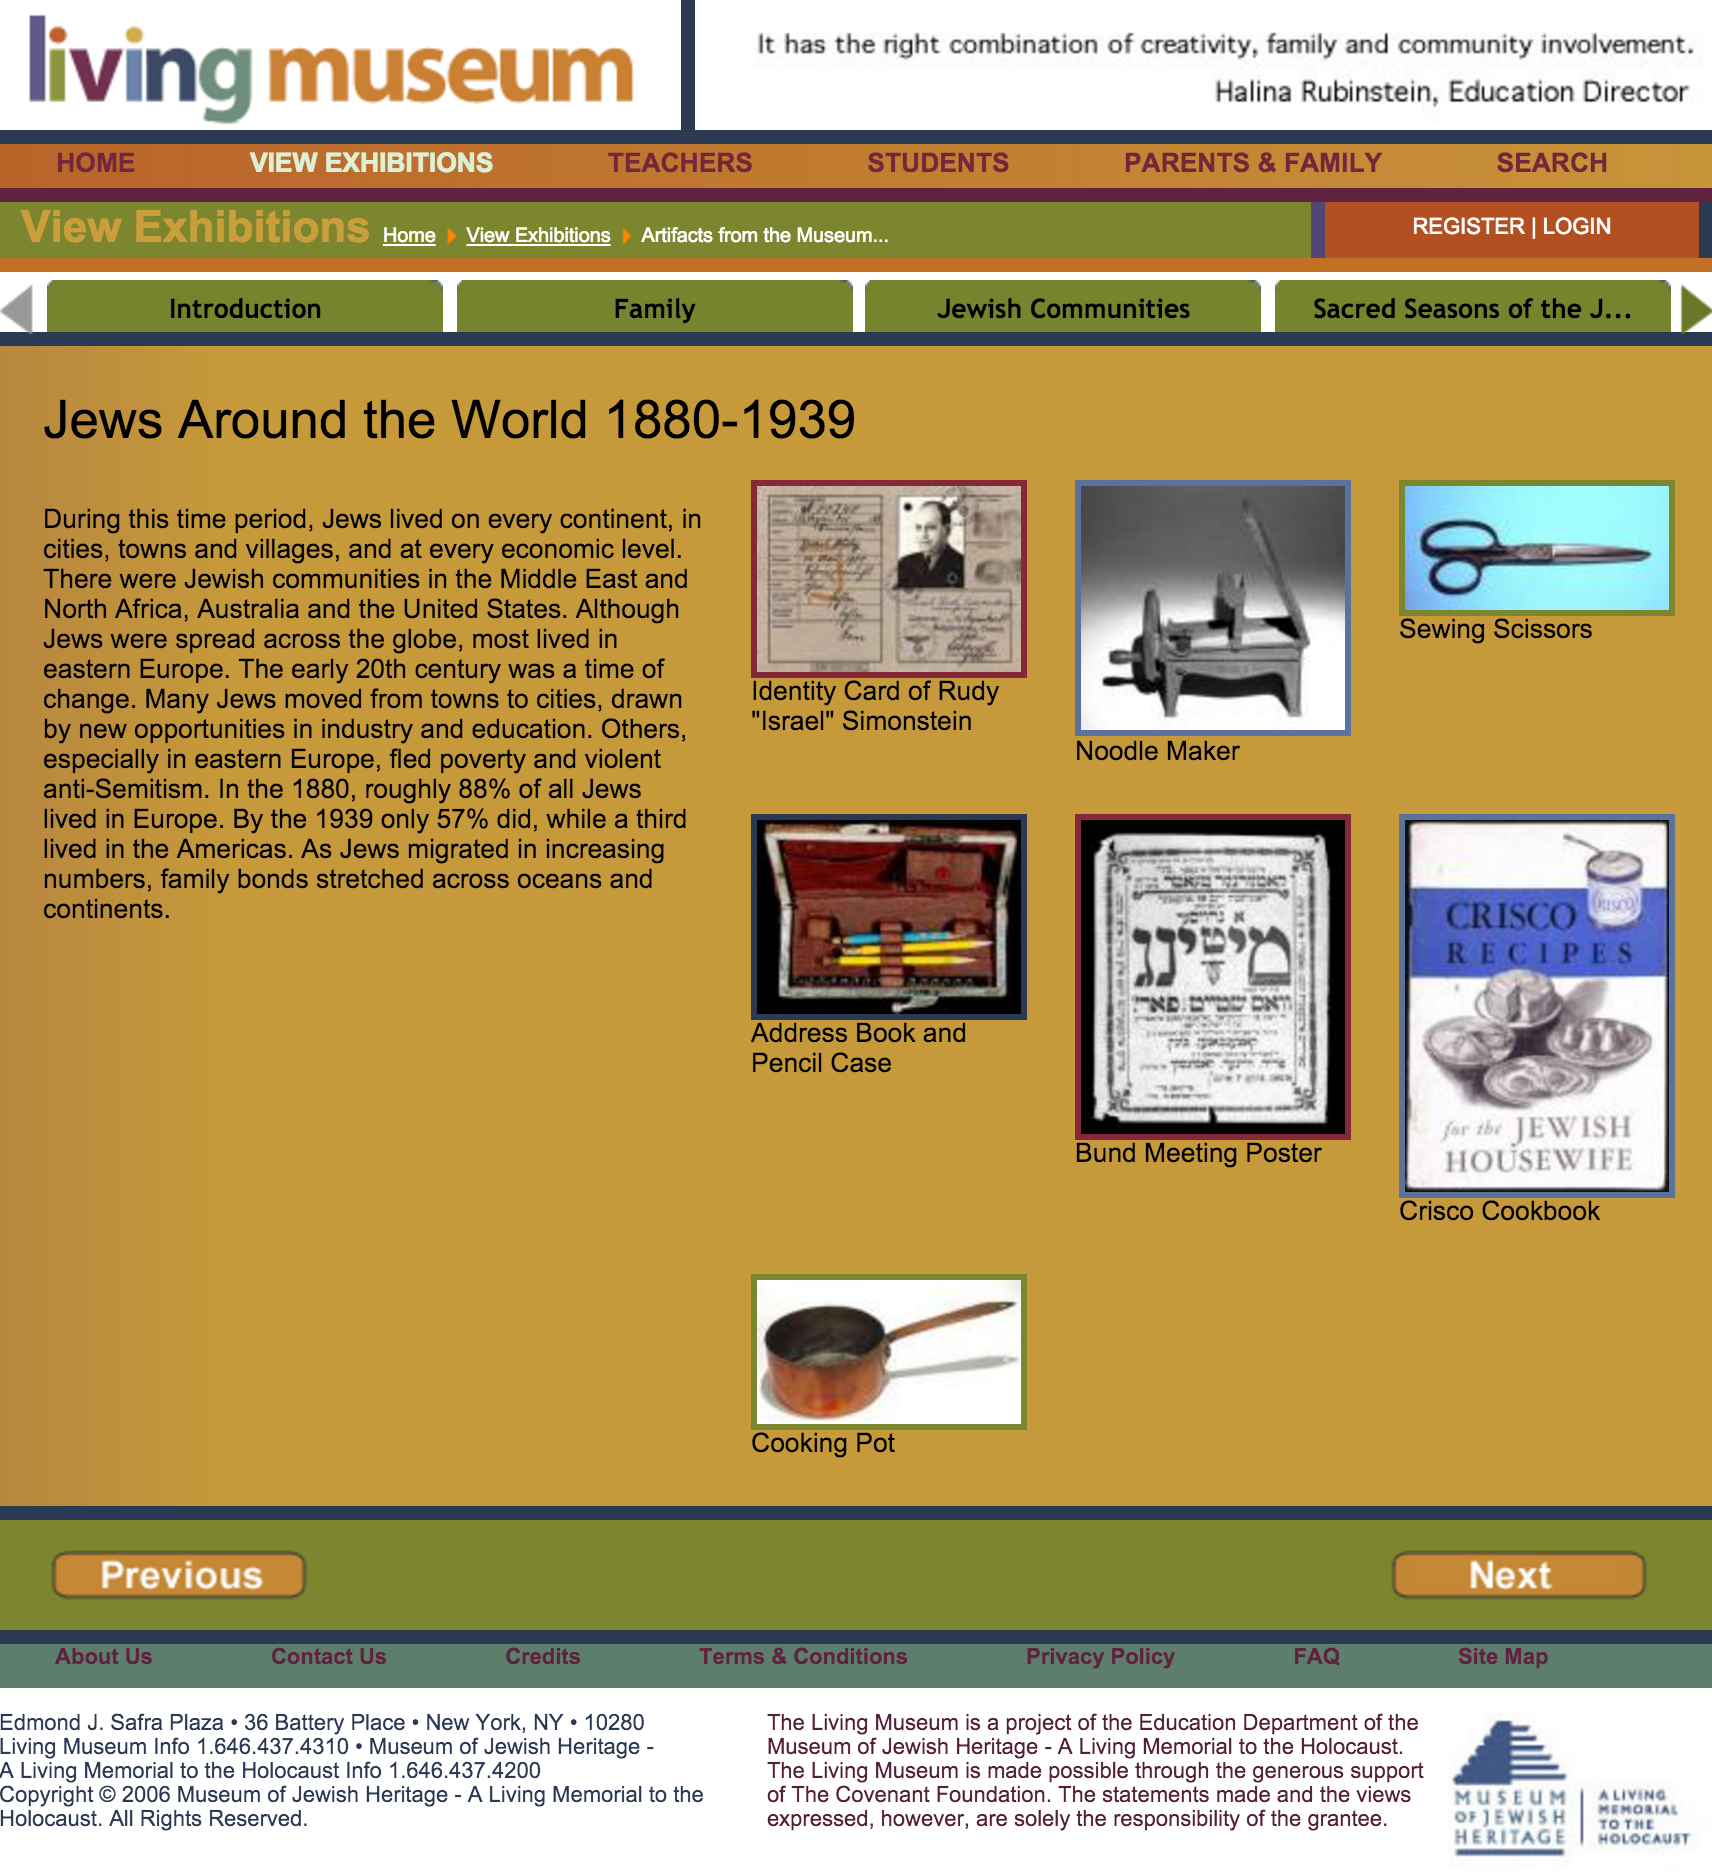 living museum
It has the right combination of creativity, family and community involvement.
Halina Rubinstein, Education Director
HOME VIEW EXHIBITIONS TEACHERS STUDENTS PARENTS & FAMILY SEARCH
View Exhibitions Home View Exhibitions Artifacts from the Museum...
REGISTER | LOGIN
Introduction Family Jewish Communities Sacred Seasons of the J...
Jews Around the World 1880-1939
During this time period, Jews lived on every continent, in
cities, towns and villages, and at every economic level.
There were Jewish communities in the Middle East and
North Africa, Australia and the United States. Although
Jews were spread across the globe, most lived in
eastern Europe. The early 20th century was a time of
change. Many Jews moved from towns to cities, drawn
by new opportunities in industry and education. Others,
especially in eastern Europe, fled poverty and violent
anti-Semitism. In the 1880, roughly 88% of all Jews
lived in Europe. By the 1939 only 57% did, while a third
lived in the Americas. As Jews migrated in increasing
numbers, family bonds stretched across oceans and
continents.
Identity Card of Rudy
"Israel" Simonstein
Noodle Maker
Sewing Scissors
Address Book and
Pencil Case
מיטינג
Bund Meeting Poster
CRISCO
CRISCO
RECIPES
for the JEWISH
HOUSEWIFE
Crisco Cookbook
Cooking Pot
Previous
Next
About Us Contact Us Credits Terms & Conditions Privacy Policy FAQ Site Map
Edmond J. Safra Plaza • 36 Battery Place • New York, NY • 10280
Living Museum Info 1.646.437.4310 • Museum of Jewish Heritage -
A Living Memorial to the Holocaust Info 1.646.437.4200
Copyright © 2006 Museum of Jewish Heritage - A Living Memorial to the
Holocaust. All Rights Reserved.
The Living Museum is a project of the Education Department of the
Museum of Jewish Heritage - A Living Memorial to the Holocaust.
The Living Museum is made possible through the generous support
of The Covenant Foundation. The statements made and the views
expressed, however, are solely the responsibility of the grantee.
MUSEUM
OF JEWISH
HERITAGE
A LIVING
MEMORIAL
TO THE
HOLOCAUST